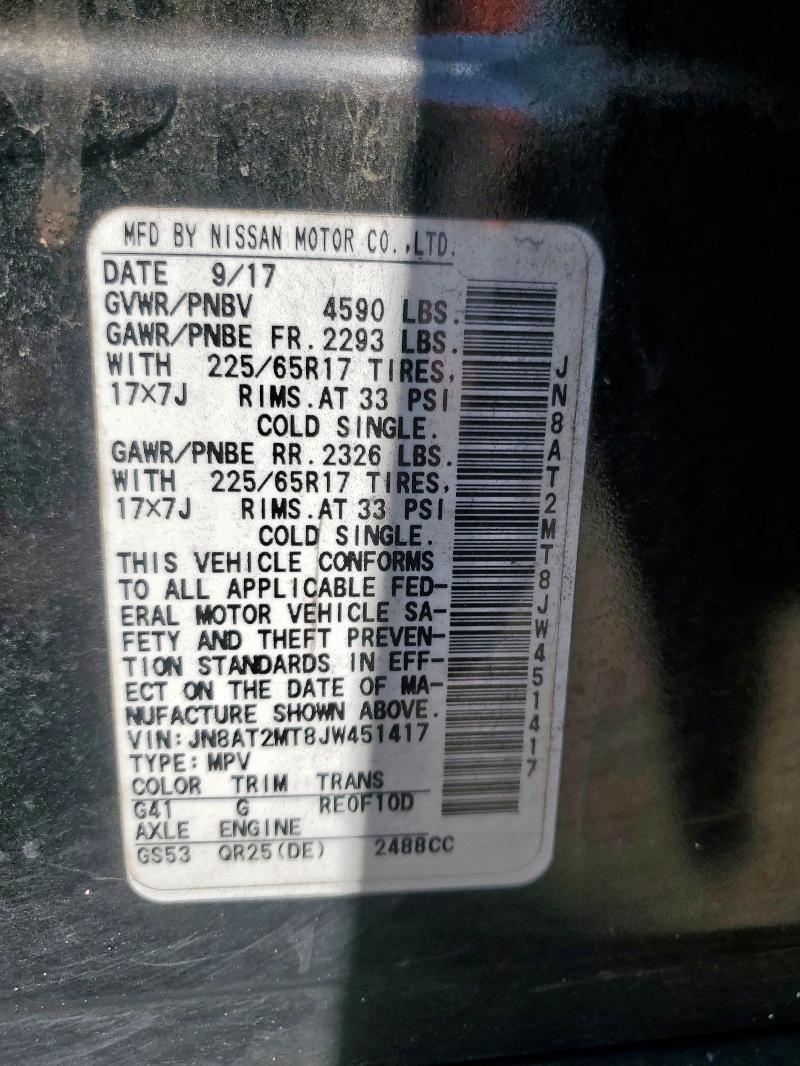 MFD BY NISSAN MOTOR CO.,LTD.
DATE 9/17
GVWR/PNBV 4590 LBS.
GAWR/PNBE FR.2293 LBS.
WITH 225/65R17 TIRES,
17×7J RIMS.AT 33 PSI
COLD SINGLE.
GAWR/PNBE RR.2326 LBS.
WITH 225/65R17 TIRES,
17×7J RIMS.AT 33 PSI
COLD SINGLE.
THIS VEHICLE CONFORMS
TO ALL APPLICABLE FED-
ERAL MOTOR VEHICLE SA-
FETY AND THEFT PREVEN-
TION STANDARDS IN EFF-
ECT ON THE DATE OF MA-
NUFACTURE SHOWN ABOVE.
VIN:JN8AT2MT8JW451417
TYPE:MPV
COLOR TRIM TRANS
G41 G RE0F10D
AXLE ENGINE
GS53 QR25(DE) 2488CC
JN8AT2MT8JW451417